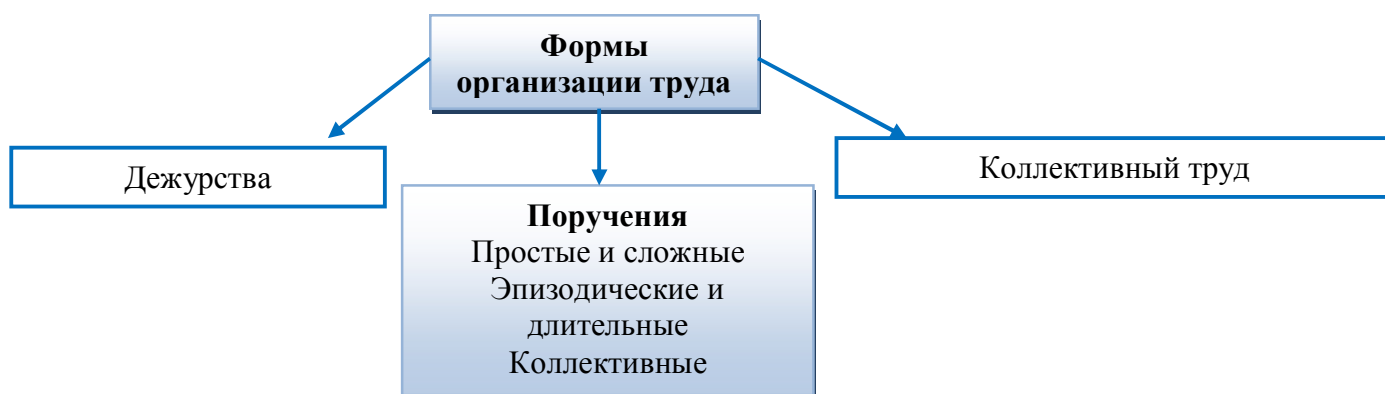 Формы
организации труда
Дежурства
Коллективный труд
Поручения
Простые и сложные
Эпизодические и
длительные
Коллективные